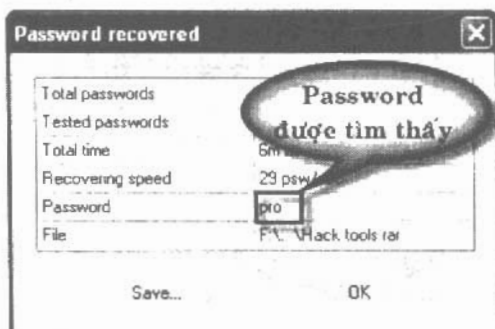 Password recovered
Total passwords
Password
được tìm thấy
Tested passwords
Total time
Recovering speed 29
Password pro
File F:\...\Hack tools rar
Save... OK